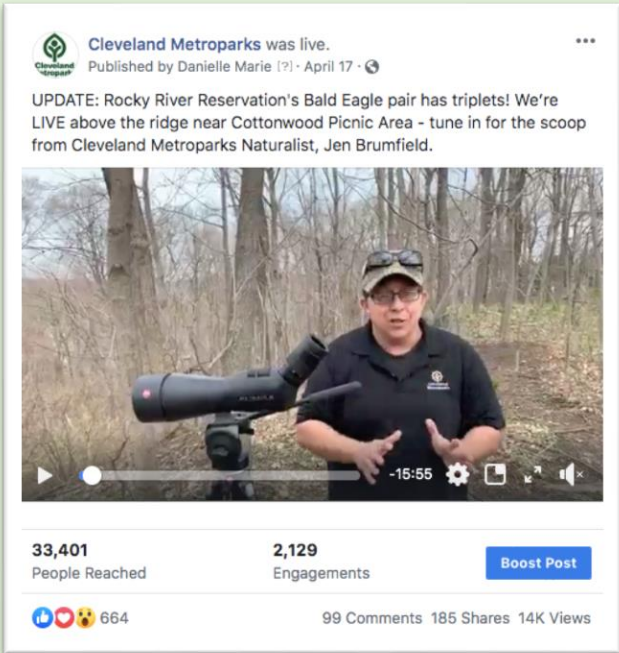 Cleveland Metroparks was live.
Published by Danielle Marie [?] · April 17 ·
Cleveland
UPDATE: Rocky River Reservation's Bald Eagle pair has triplets! We’re
LIVE above the ridge near Cottonwood Picnic Area - tune in for the scoop
from Cleveland Metroparks Naturalist, Jen Brumfield.
-15:55
33,401
People Reached
2,129
Engagements
Boost Post
664
99 Comments 185 Shares 14K Views